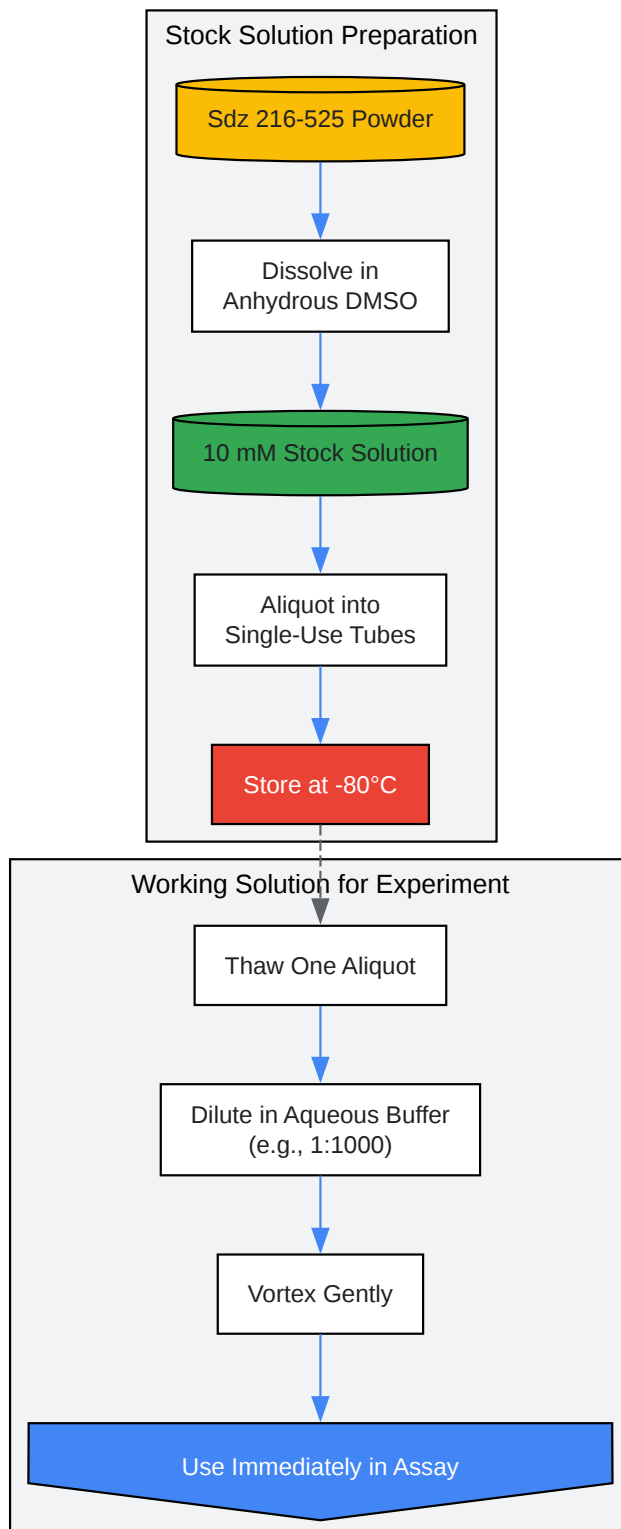 Stock Solution Preparation
Sdz 216-525 Powder
Dissolve in
Anhydrous DMSO
10 mM Stock Solution
Aliquot into
Single-Use Tubes
Store at -80°C
Working Solution for Experiment
Thaw One Aliquot
Dilute in Aqueous Buffer
(e.g., 1:1000)
Vortex Gently
Use Immediately in Assay